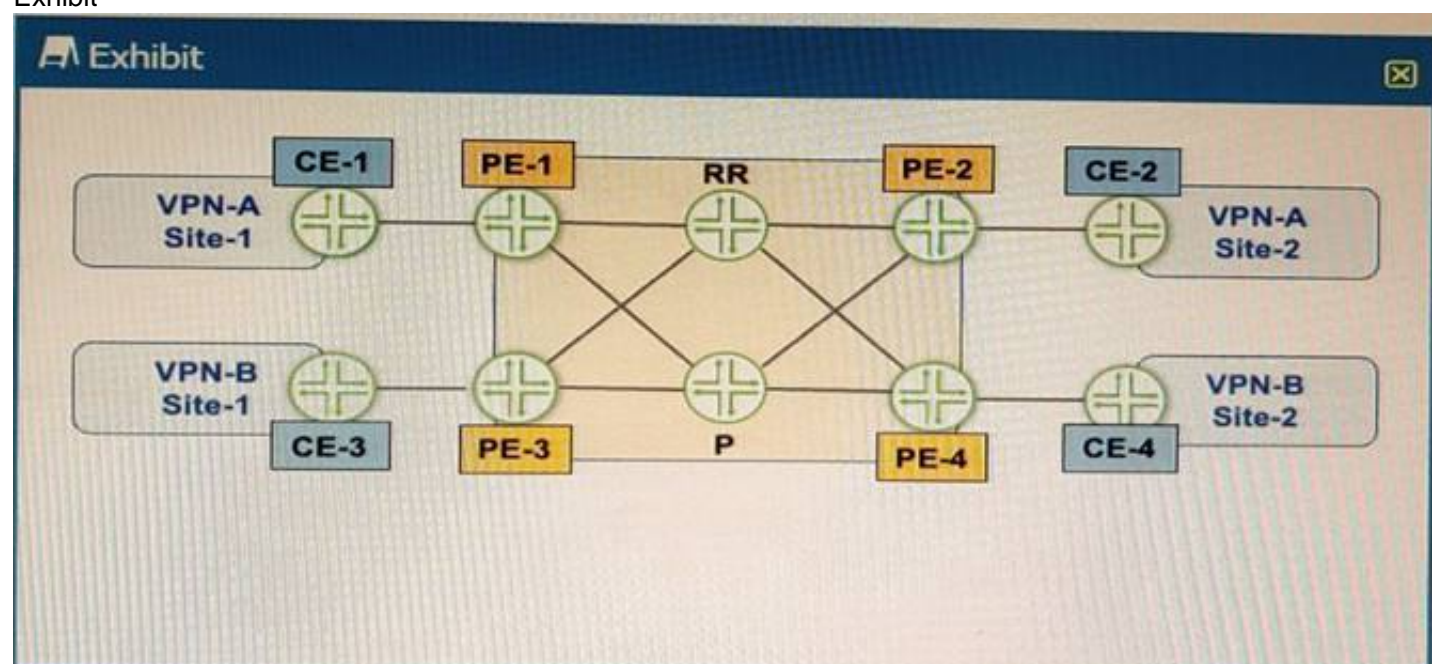 Exhibit
Exhibit
CE-1
PE-1
RR
PE-2
CE-2
VPN-A
Site-1
VPN-A
Site-2
VPN-B
Site-1
VPN-B
Site-2
CE-3
PE-3
P
PE-4
CE-4